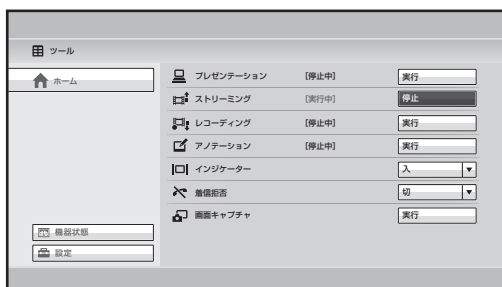 ツール
ホーム
プレゼンテーション [停止中] 実行
ストリーミング [実行中] 停止
レコーディング [停止中] 実行
アノテーション [停止中] 実行
インジケーター 入
着信拒否 切
画面キャプチャ 実行
機器状態
設定